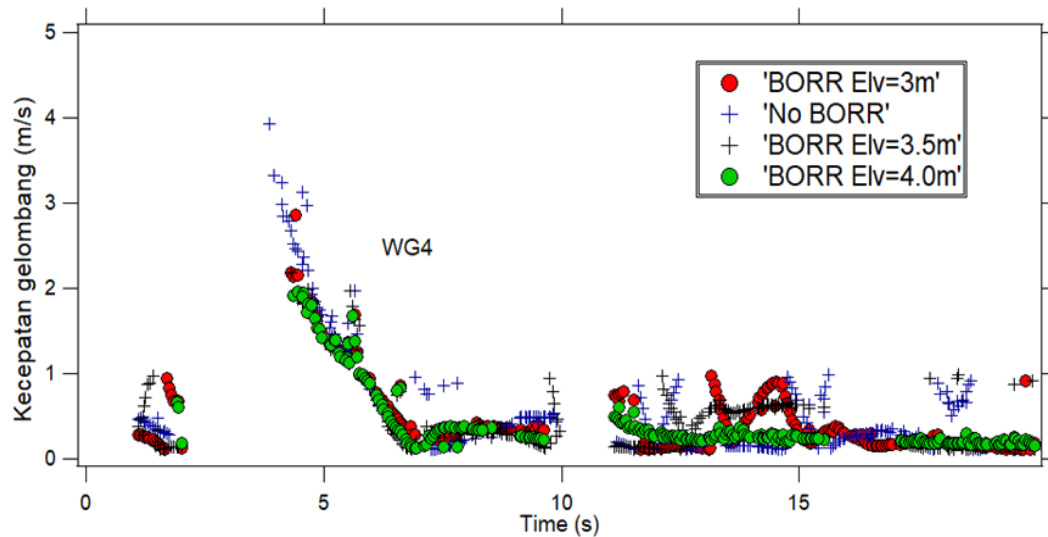 Kecepatan gelombang (m/s)
5
4
3
2
1
0
'BORR Elv=3m'
'No BORR'
'BORR Elv=3.5m'
'BORR Elv=4.0m'
WG4
0 5 10 15
Time (s)